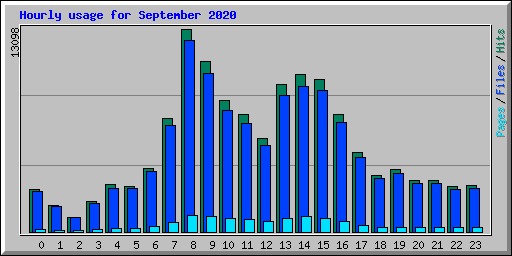 Hourly usage for September 2020
13098
Pages/Files/Hits
0 1 2 3 4 5 6 7 8 9 10 11 12 13 14 15 16 17 18 19 20 21 22 23